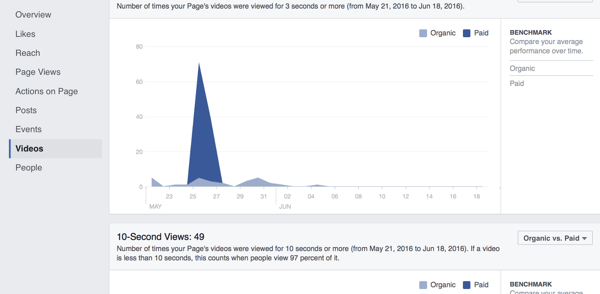 Number of times your Page's videos were viewed for 3 seconds or more (from May 21, 2016 to Jun 18, 2016).
Overview
Likes
Reach
Page Views
Actions on Page
Posts
Events
Videos
People
Organic Paid
80
60
40
20
0
23 25 27 29 31 02 04 06 08 10 12 14 16 18
MAY JUN
BENCHMARK
Compare your average
performance over time.
Organic
Paid
10-Second Views: 49
Number of times your Page's videos were viewed for 10 seconds or more (from May 21, 2016 to Jun 18, 2016). If a video
is less than 10 seconds, this counts when people view 97 percent of it.
Organic vs. Paid
Organic Paid
BENCHMARK
Compare your average